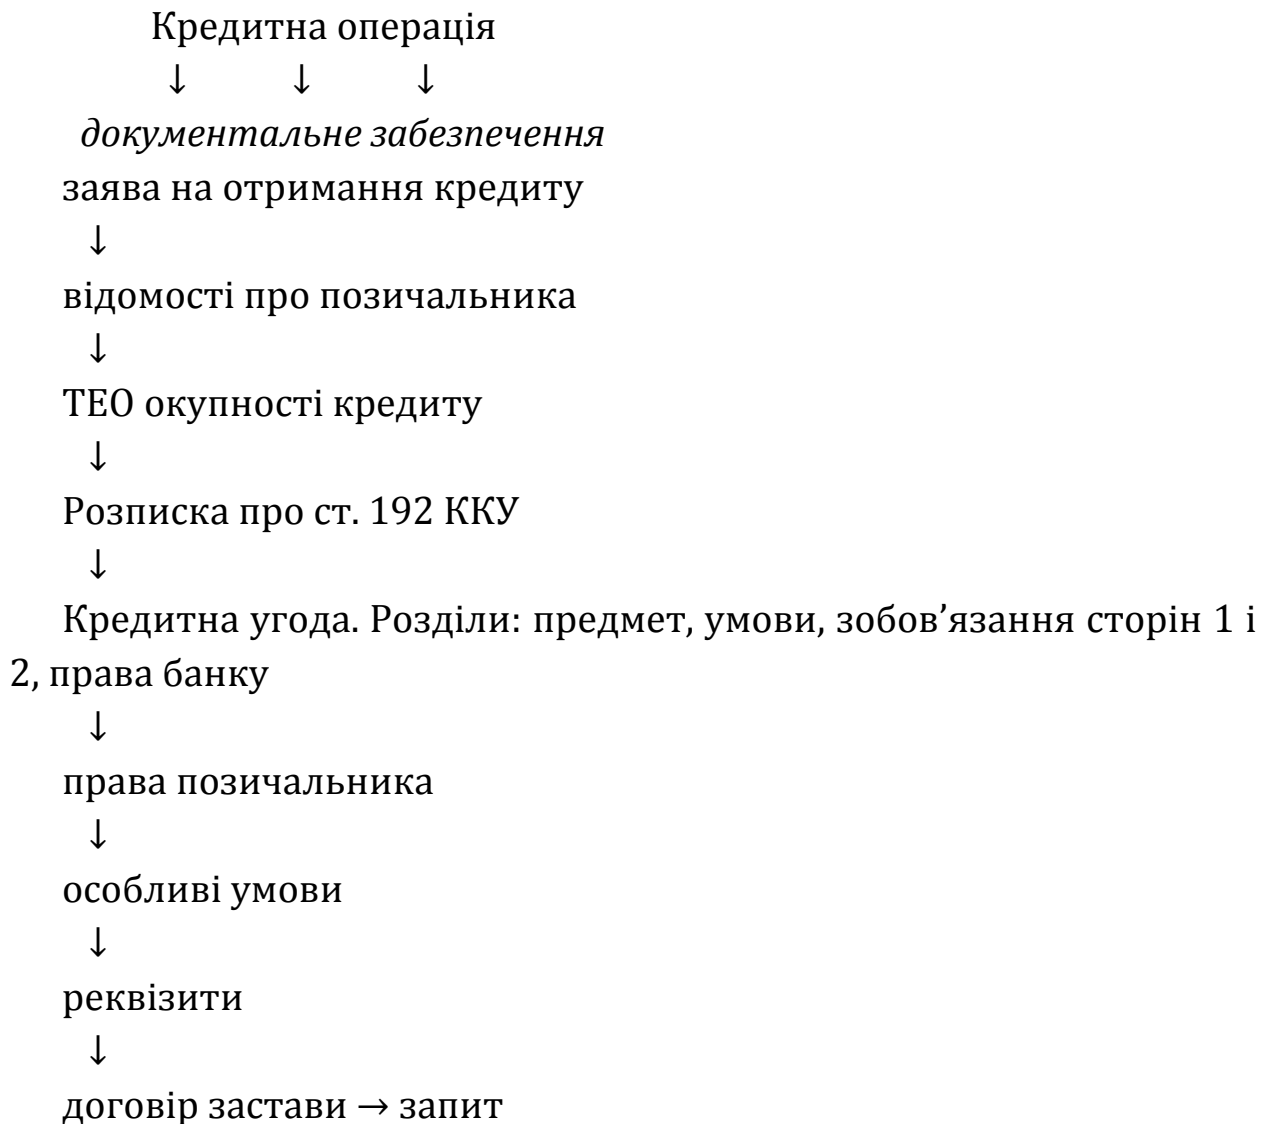 Кредитна операція
↓ ↓ ↓
документальне забезпечення
заява на отримання кредиту
↓
відомості про позичальника
↓
ТЕО окупності кредиту
↓
Розписка про ст. 192 ККУ
↓
Кредитна угода. Розділи: предмет, умови, зобов’язання сторін 1 і
2, права банку
↓
права позичальника
↓
особливі умови
↓
реквізити
↓
договір застави → запит